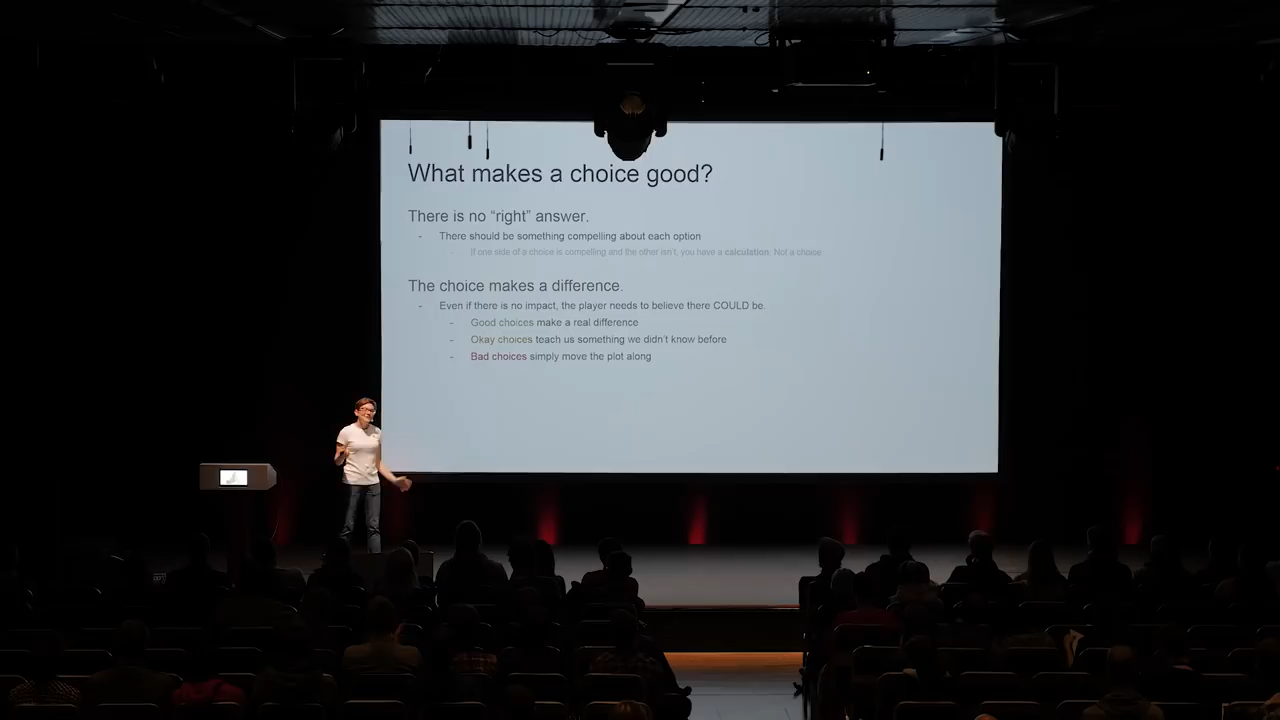 What makes a choice good?
There is no “right” answer.
- There should be something compelling about each option
- If one side of a choice is compelling and the other isn't, you have a calculation. Not a choice
The choice makes a difference.
- Even if there is no impact, the player needs to believe there COULD be.
- Good choices make a real difference
- Okay choices teach us something we didn't know before
- Bad choices simply move the plot along